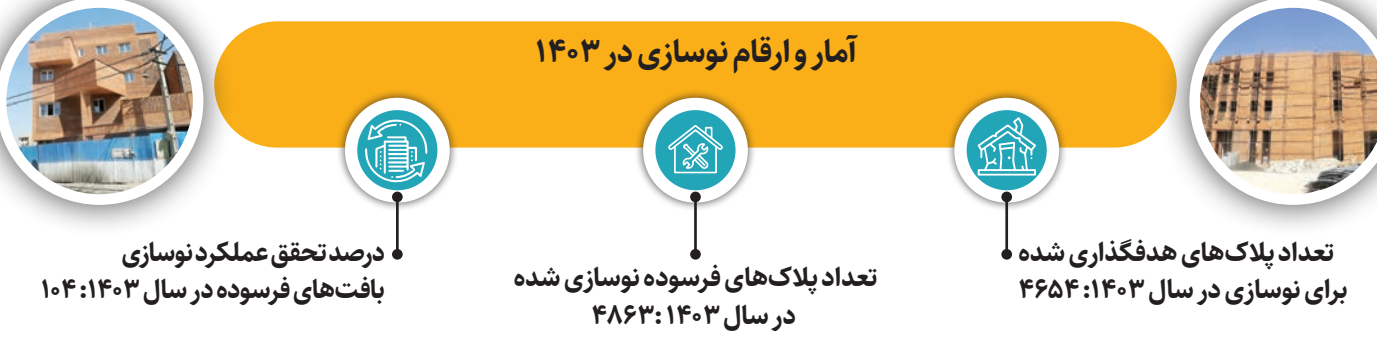 آمار و ارقام نوسازی در ۱۴۰۳
تعداد پلاک‌های هدفگذاری شده
برای نوسازی در سال ۱۴۰۳: ۴۶۵۴
تعداد پلاک‌های فرسوده نوسازی شده
در سال ۱۴۰۳: ۴۸۶۳
درصد تحقق عملکرد نوسازی
بافت‌های فرسوده در سال ۱۴۰۳: ۱۰۴